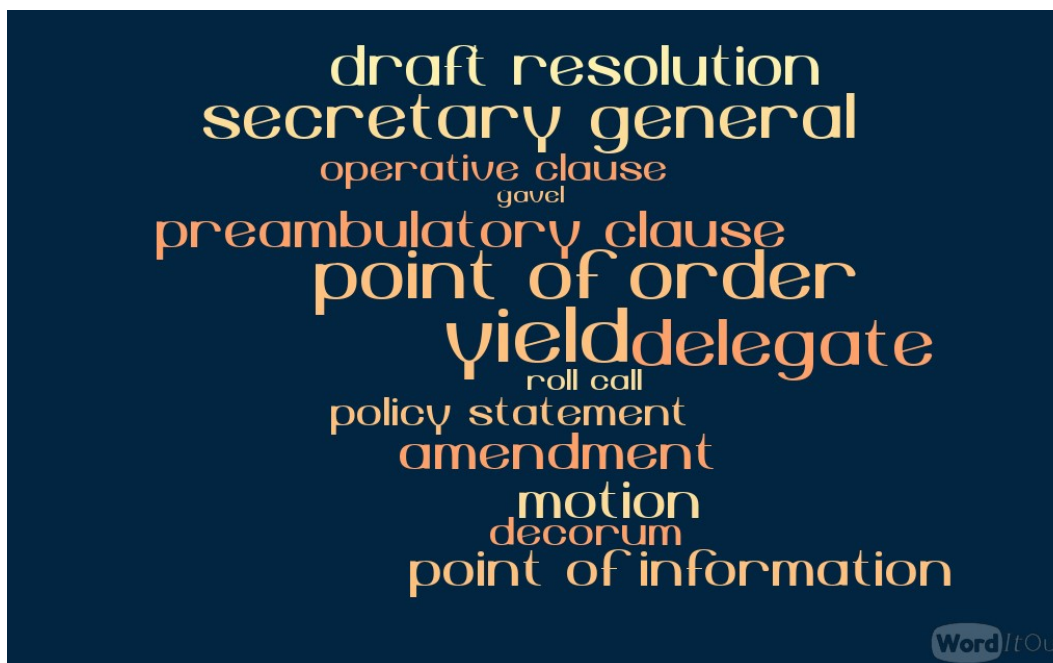 draft resolution
secretary general
operative clause
gavel
preambulatory clause
point of order
yield delegate
roll call
policy statement
amendment
motion
decorum
point of information
WordItOu